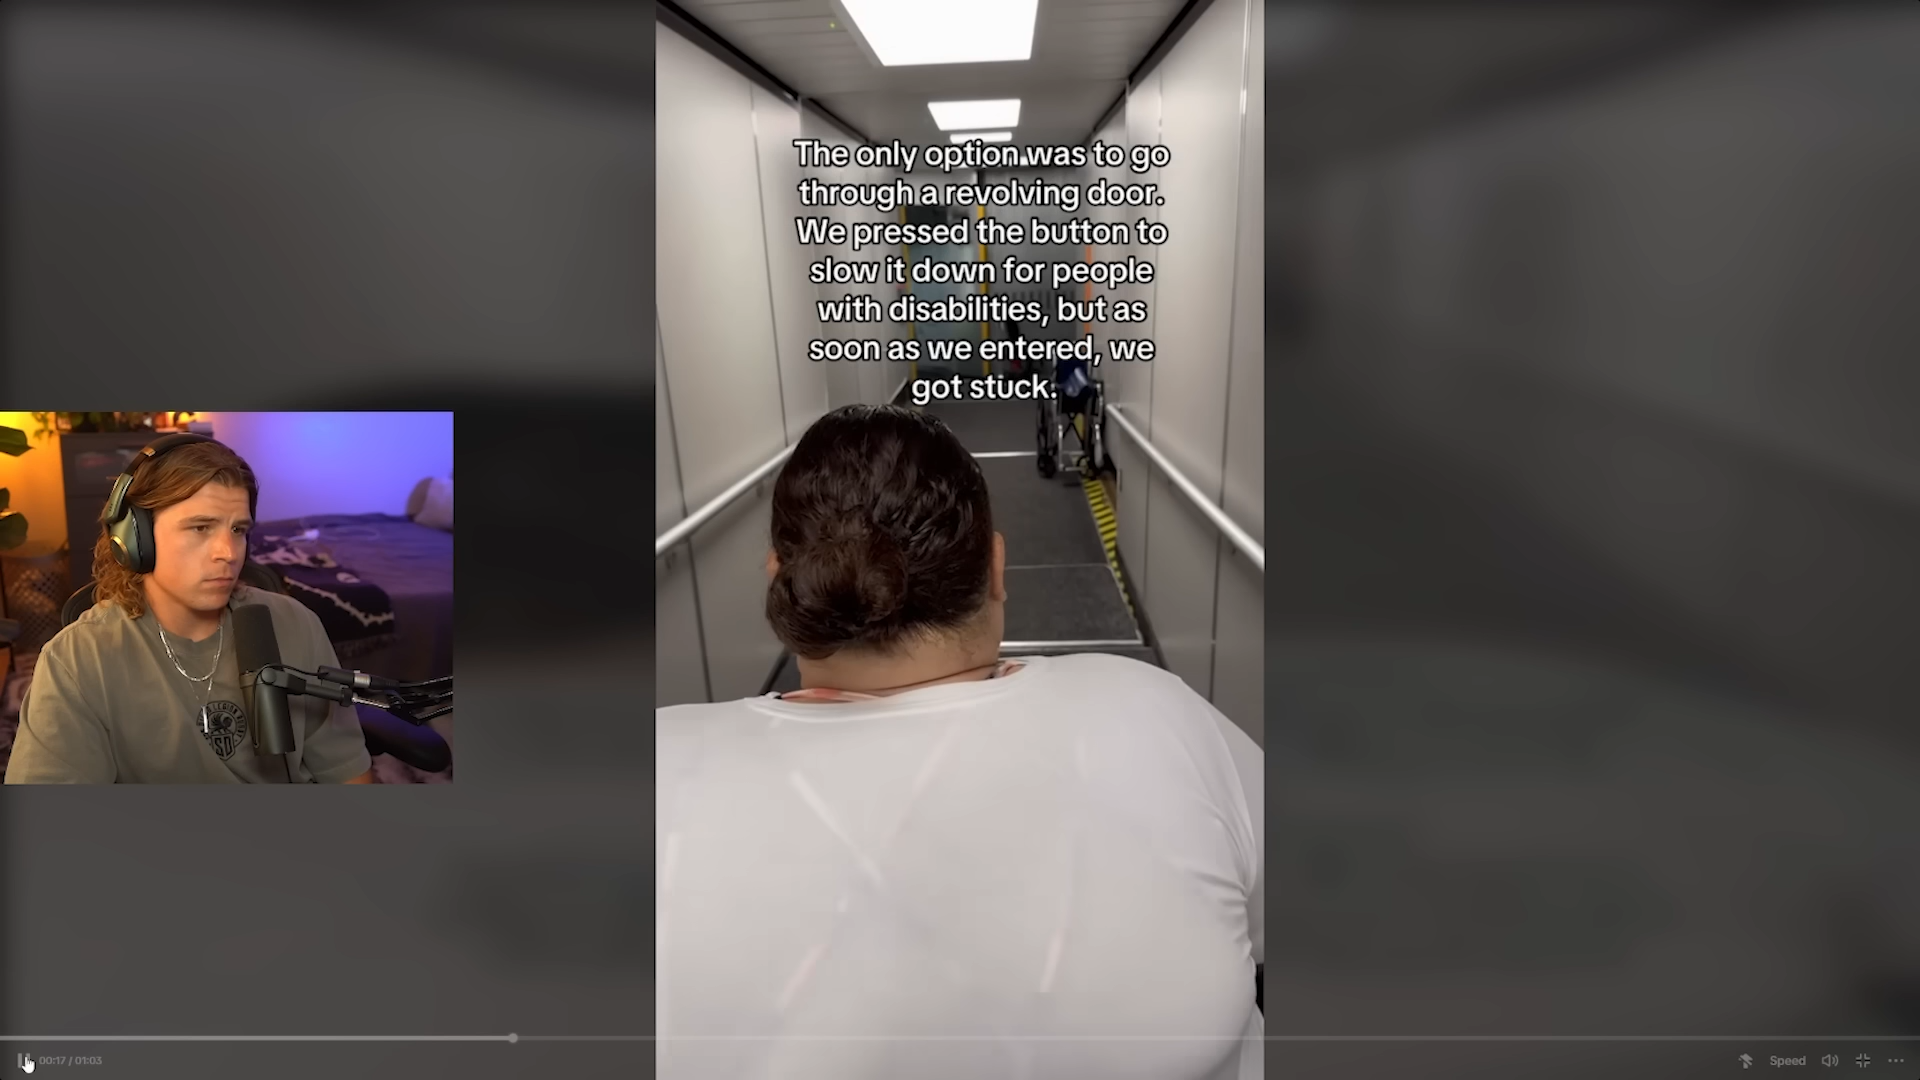 The only option was to go
through a revolving door.
We pressed the button to
slow it down for people
with disabilities, but as
soon as we entered, we
got stuck.
SD
00:17 / 01:03
Speed